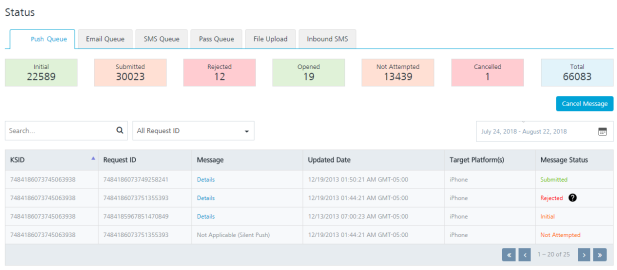 Status
Push Queue Email Queue SMS Queue Pass Queue File Upload Inbound SMS
Initial Submitted Rejected Opened Not Attempted Cancelled Total
22589 30023 12 19 13439 1 66083
Cancel Message
Search... All Request ID July 24, 2018 - August 22, 2018
KSID Request ID Message Updated Date Target Platform(s) Message Status
7484186073745063938 7484186073749258241 Details 12/19/2013 01:50:21 AM GMT-05:00 iPhone Submitted
7484186073745063938 7484186073751355393 Details 12/19/2013 01:44:21 AM GMT-05:00 iPhone Rejected ?
7484186073745063938 7484185967851470849 Details 12/13/2013 07:00:23 AM GMT-05:00 iPhone Initial
7484186073745063938 7484186073751355393 Not Applicable (Silent Push) 12/19/2013 01:44:21 AM GMT-05:00 iPhone Not Attempted
« ‹ 1 – 20 of 25 › »